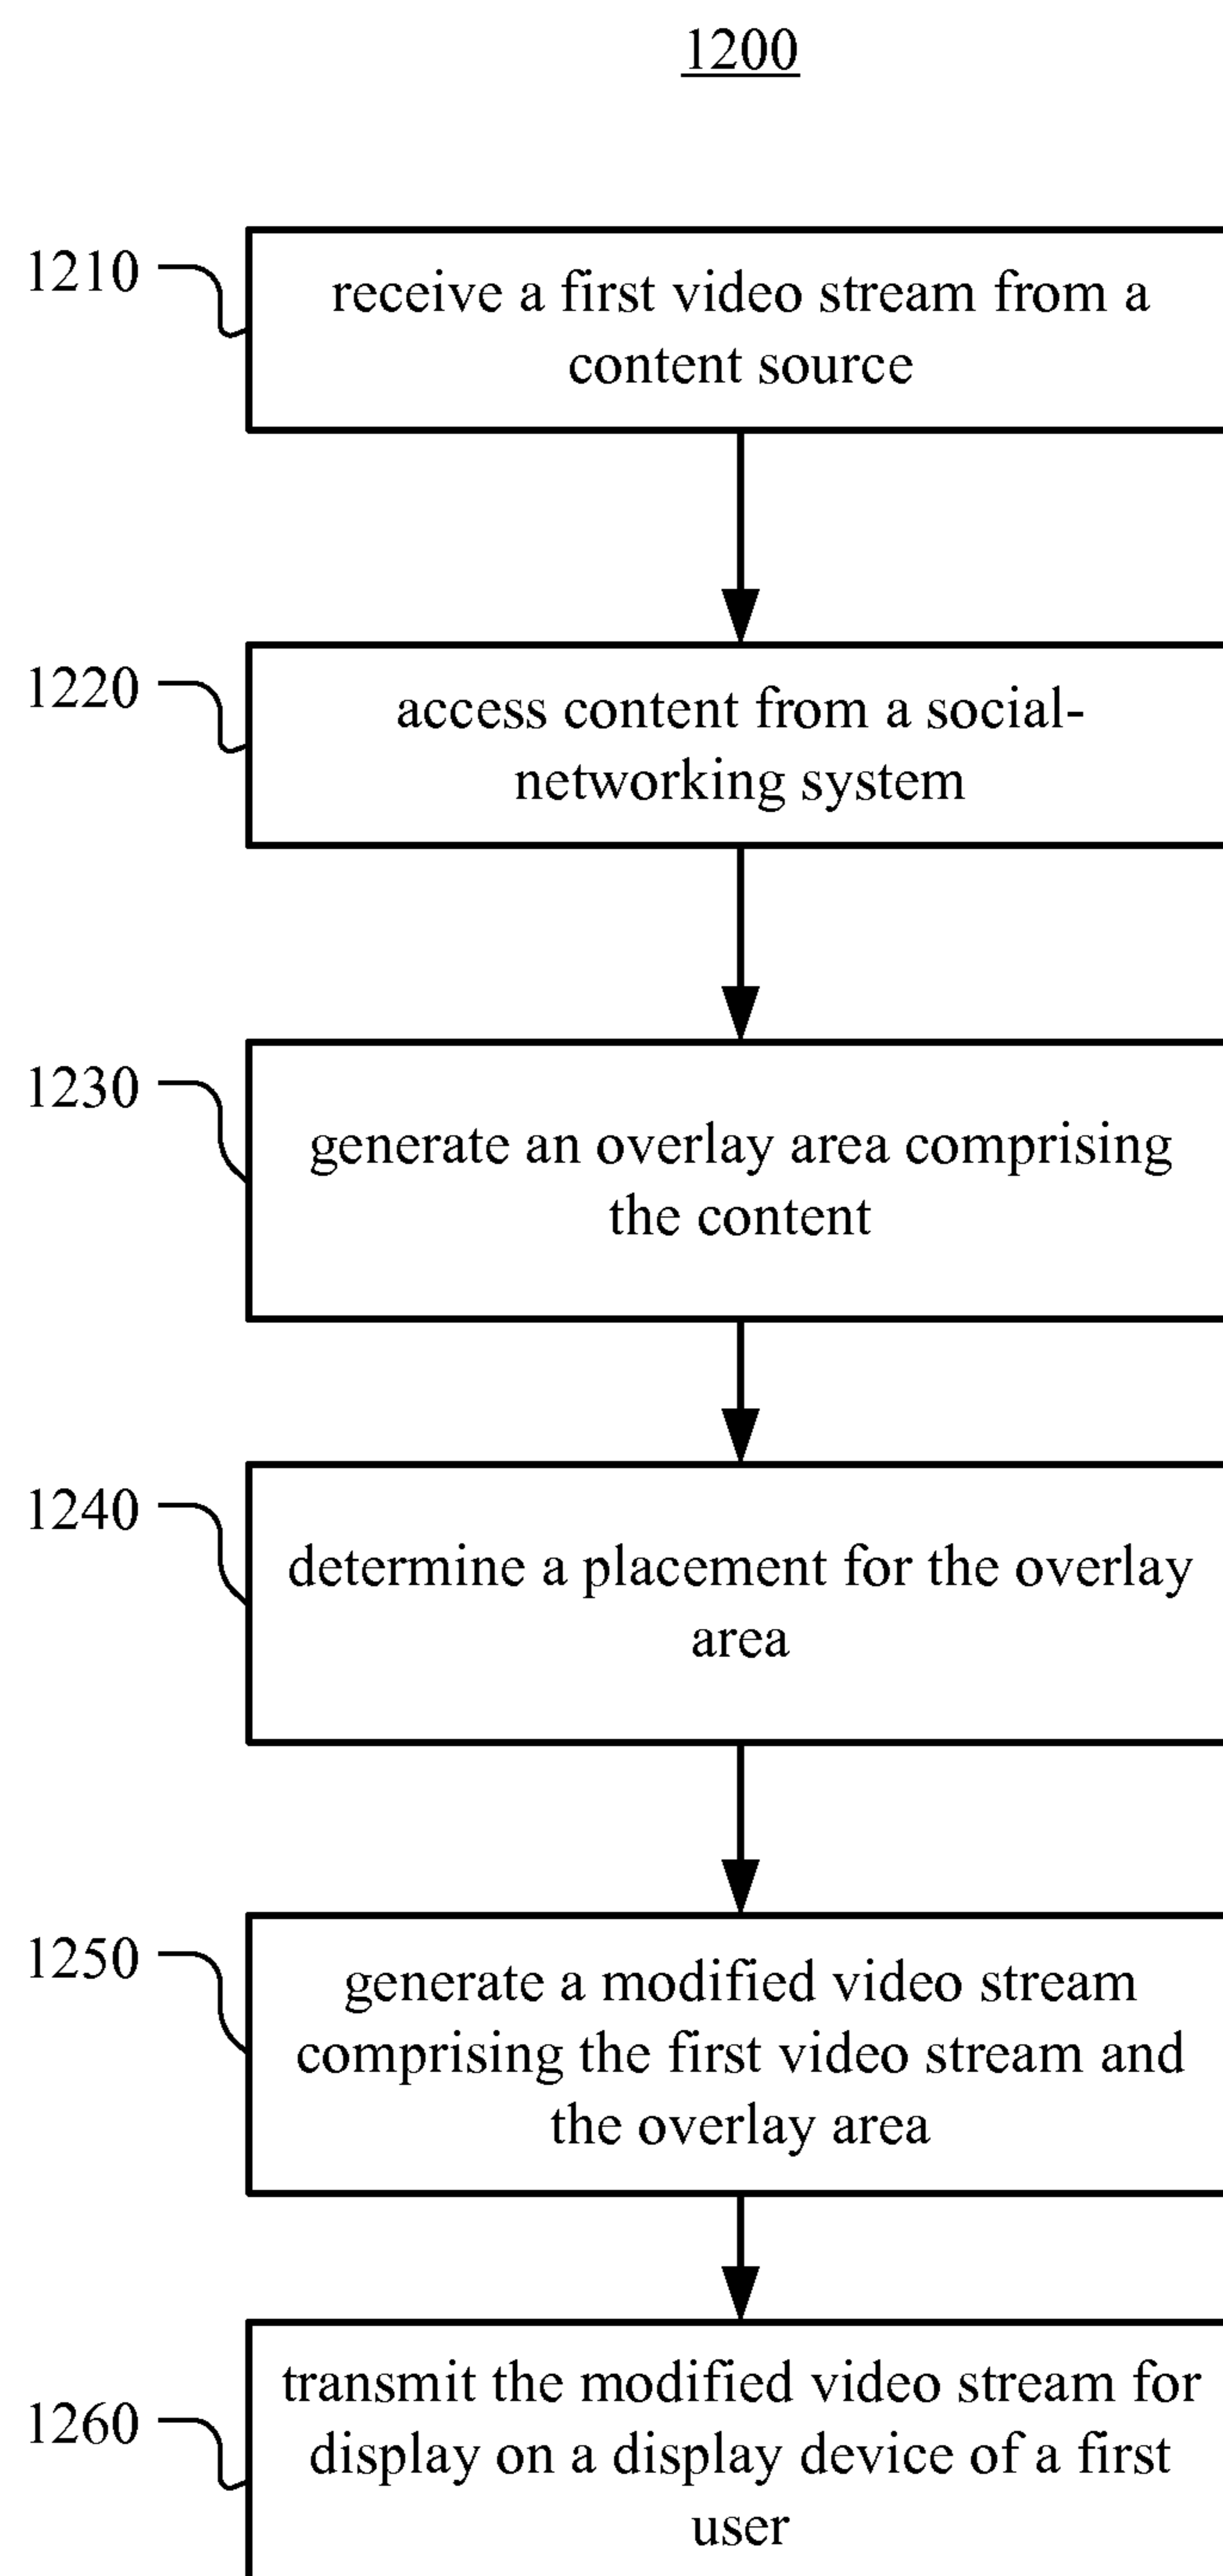 1200
1210
receive a first video stream from a
content source
1220
access content from a social-
networking system
1230
generate an overlay area comprising
the content
1240
determine a placement for the overlay
area
1250
generate a modified video stream
comprising the first video stream and
the overlay area
1260
transmit the modified video stream for
display on a display device of a first
user